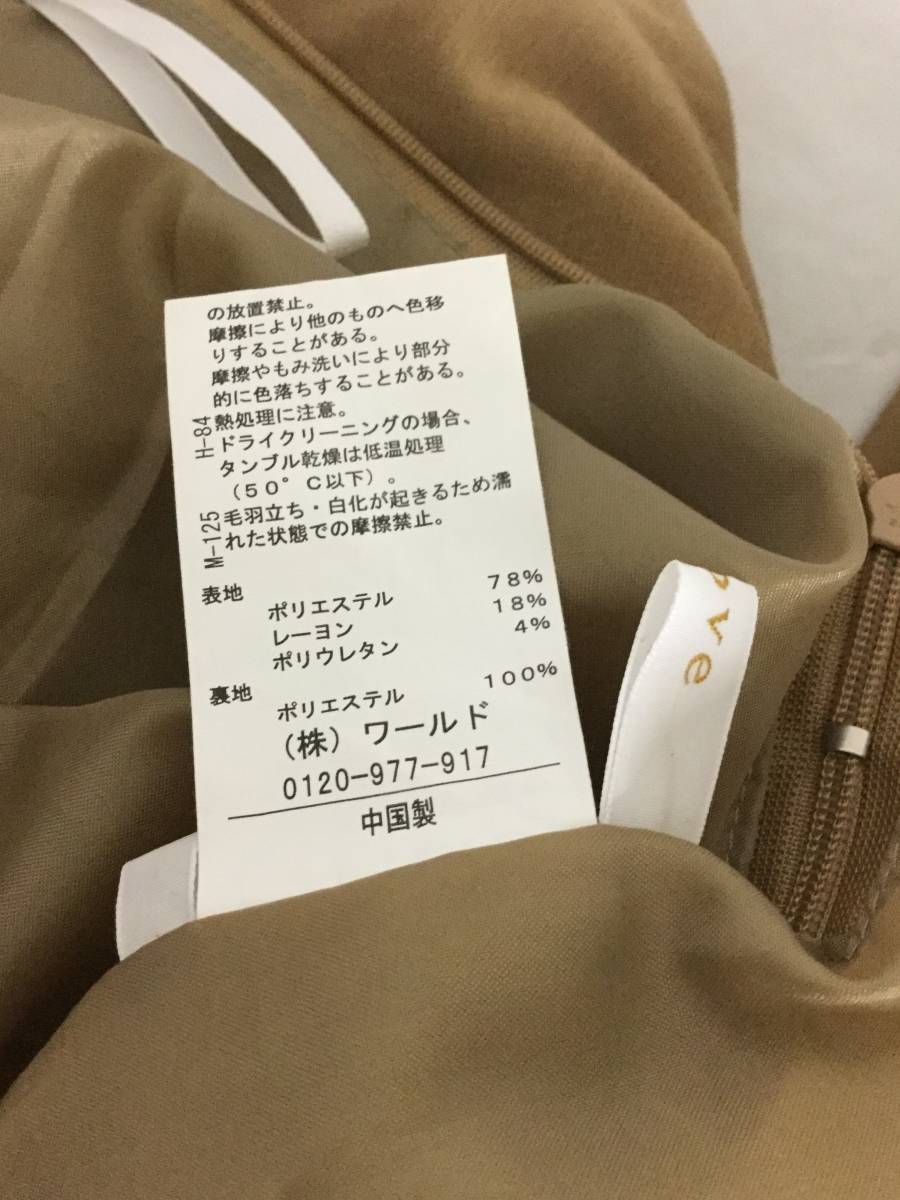 の放置禁止。
摩擦により他のものへ色移
りすることがある。
摩擦やもみ洗いにより部分
的に色落ちすることがある。
熱処理に注意。
ドライクリーニングの場合、
タンブル乾燥は低温処理
（５０°Ｃ以下）。
毛羽立ち・白化が起きるため濡
れた状態での摩擦禁止。
H-84
M-125
表地
ポリエステル 78%
レーヨン 18%
ポリウレタン 4%
裏地
ポリエステル 100%
（株）ワールド
0120-977-917
中国製
ove